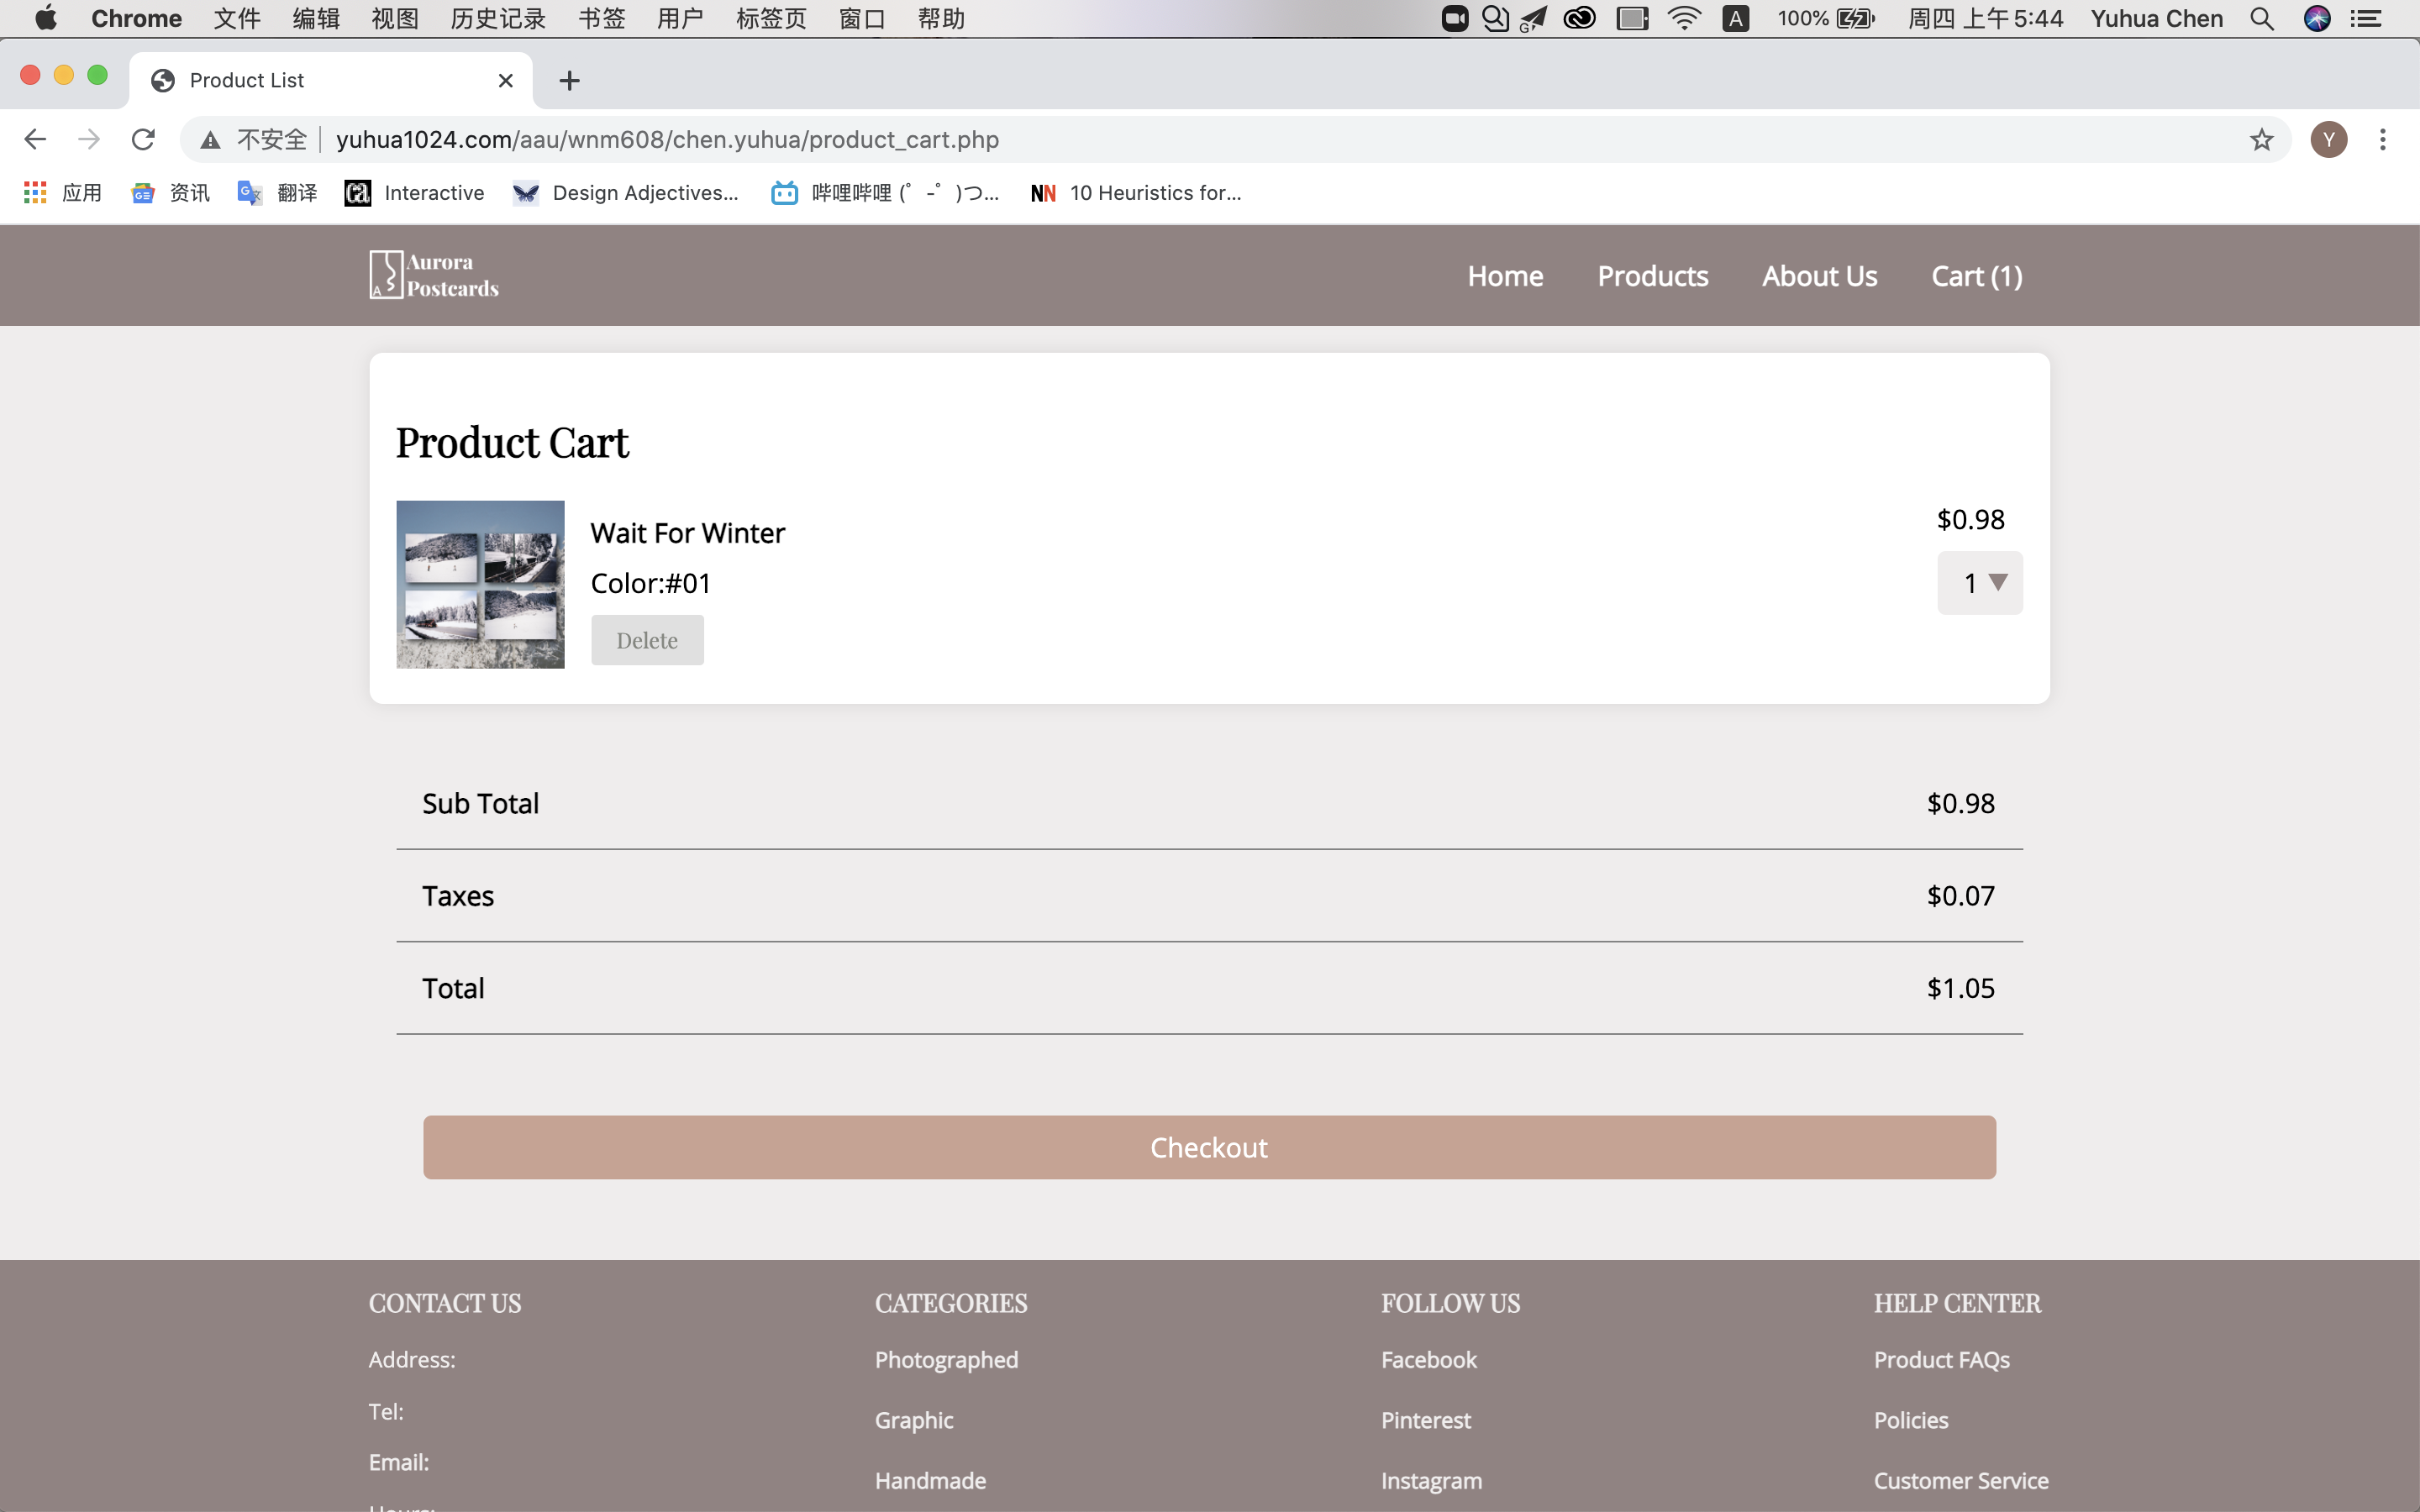 Chrome 文件 编辑 视图 历史记录 书签 用户 标签页 窗口 帮助 A 100% 周四 上午5:44 Yuhua Chen
Product List
不安全 yuhua1024.com/aau/wnm608/chen.yuhua/product_cart.php Y
应用 资讯 翻译 Interactive Design Adjectives... 哔哩哔哩 (゜-゜)つ... NN 10 Heuristics for...
Aurora
Postcards
Home Products About Us Cart (1)
Product Cart
Wait For Winter
$0.98
Color:#01
1
Delete
Sub Total $0.98
Taxes $0.07
Total $1.05
Checkout
CONTACT US CATEGORIES FOLLOW US HELP CENTER
Address: Photographed Facebook Product FAQs
Tel: Graphic Pinterest Policies
Email: Handmade Instagram Customer Service